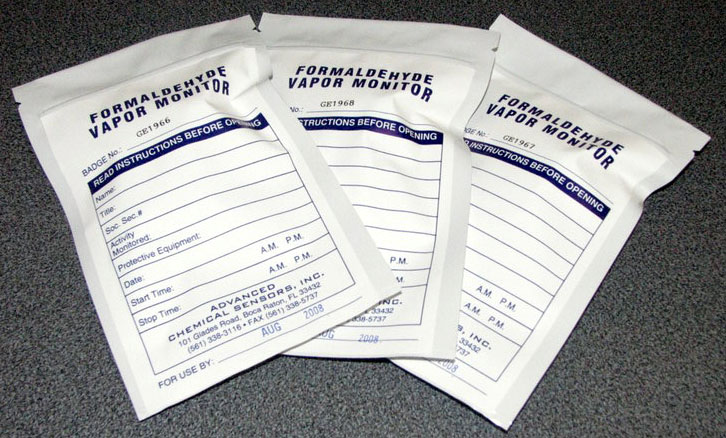 FORMALDEHYDE
VAPOR MONITOR
BADGE No.: GE1966
READ INSTRUCTIONS BEFORE OPENING
Name:
Title:
Soc. Sec.#
Activity
Monitored:
Protective Equipment:
Date: A.M. P.M.
Start Time: A.M. P.M.
Stop Time:
ADVANCED
CHEMICAL SENSORS, INC.
101 Glades Road, Boca Raton, FL 33432
(561) 338-3116 • FAX (561) 338-5737
FOR USE BY: AUG 2008
FORMALDEHYDE
VAPOR MONITOR
No.: GE1968
INSTRUCTIONS BEFORE OPENING
A.M. P.M.
A.M. P.M.
INC.
33432
338-5737
2008
FORMALDEHYDE
VAPOR MONITOR
No.: GE1967
INSTRUCTIONS BEFORE OPENING
A.M. P.M.
A.M. P.M.
INC.
33432
338-5737
2008